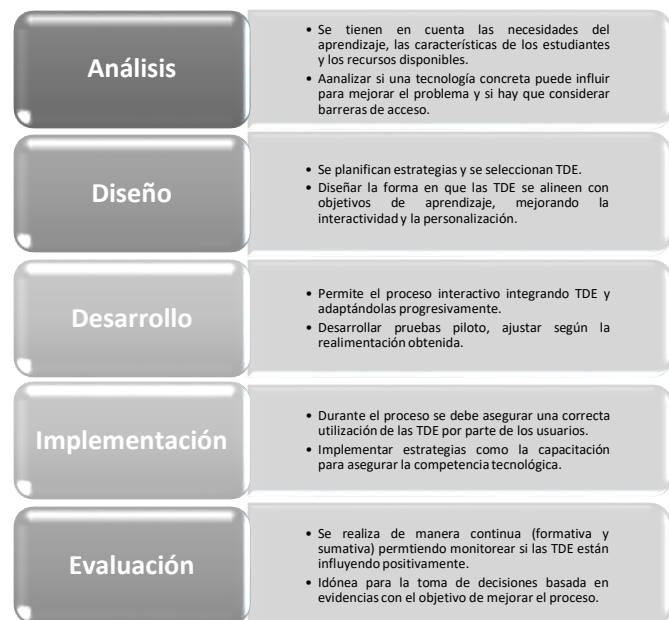 Análisis
• Se tienen en cuenta las necesidades del
aprendizaje, las características de los estudiantes
y los recursos disponibles.
• Aanalizar si una tecnología concreta puede influir
para mejorar el problema y si hay que considerar
barreras de acceso.
Diseño
• Se planifican estrategias y se seleccionan TDE.
• Diseñar la forma en que las TDE se alineen con
objetivos de aprendizaje, mejorando la
interactividad y la personalización.
Desarrollo
• Permite el proceso interactivo integrando TDE y
adaptándolas progresivamente.
• Desarrollar pruebas piloto, ajustar según la
realimentación obtenida.
Implementación
• Durante el proceso se debe asegurar una correcta
utilización de las TDE por parte de los usuarios.
• Implementar estrategias como la capacitación
para asegurar la competencia tecnológica.
Evaluación
• Se realiza de manera continua (formativa y
sumativa) permtiendo monitorear si las TDE están
influyendo positivamente.
• Idónea para la toma de decisiones basada en
evidencias con el objetivo de mejorar el proceso.